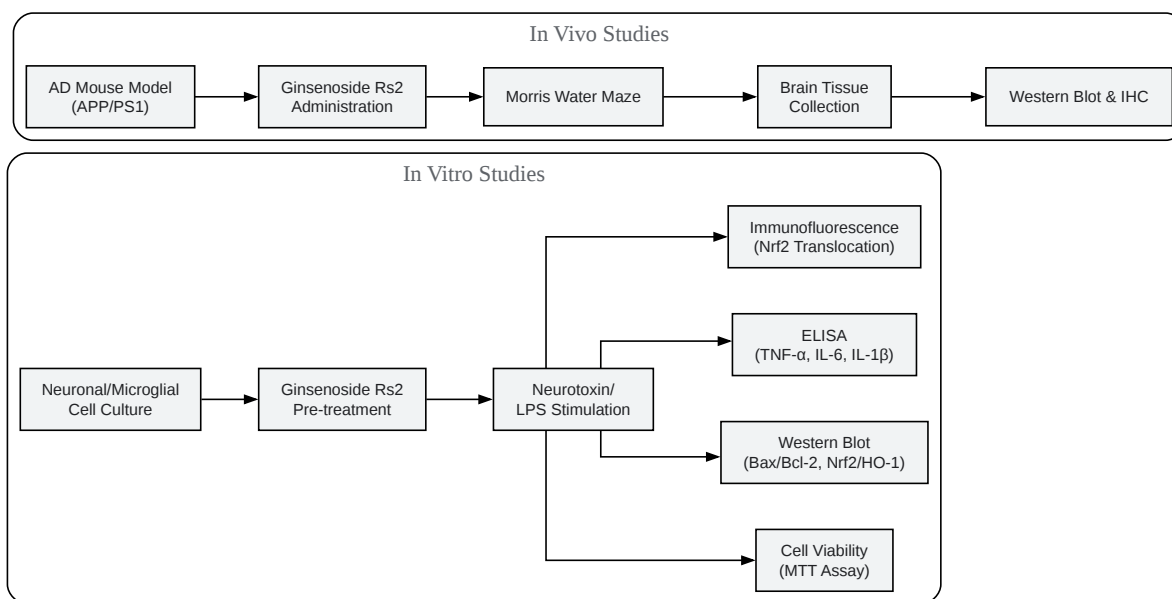 In Vivo Studies
AD Mouse Model
(APP/PS1)
Ginsenoside Rs2
Administration
Morris Water Maze
Brain Tissue
Collection
Western Blot & IHC
In Vitro Studies
Neuronal/Microglial
Cell Culture
Ginsenoside Rs2
Pre-treatment
Neurotoxin/
LPS Stimulation
Immunofluorescence
(Nrf2 Translocation)
ELISA
(TNF-α, IL-6, IL-1β)
Western Blot
(Bax/Bcl-2, Nrf2/HO-1)
Cell Viability
(MTT Assay)